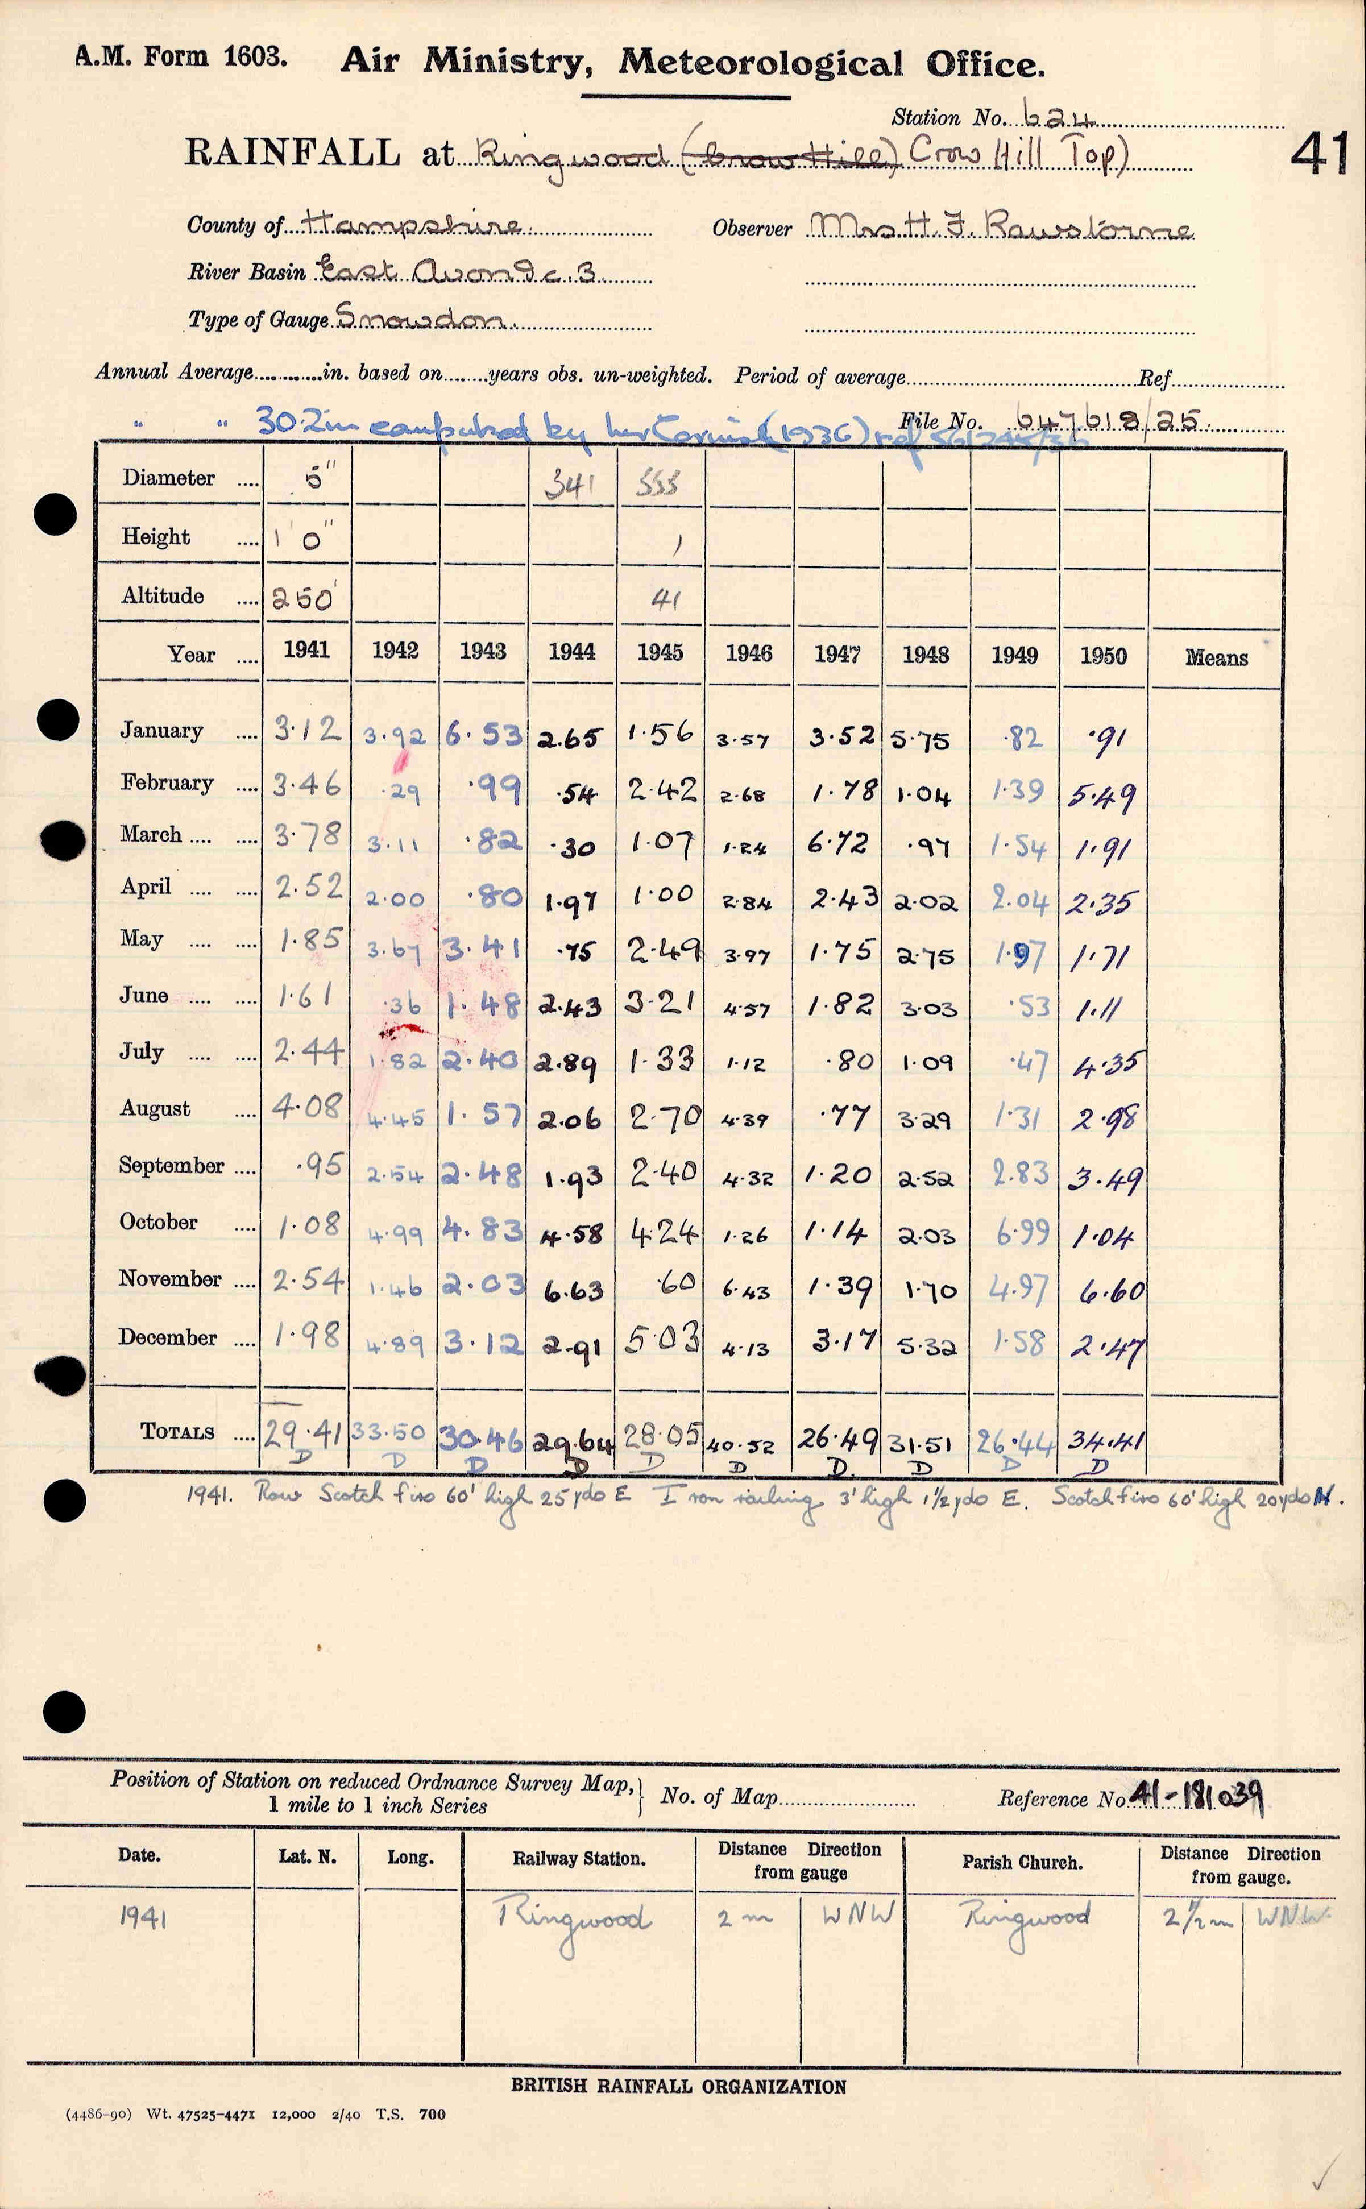 A.M. Form 1603. Air Ministry, Meteorological Office.
Station No. 624
RAINFALL at Ringwood (Crow Hill) Crow Hill Top) 41
County of Hampshire Observer Mrs H. F. Rawstorne
River Basin East Avon &c. 3
Type of Gauge Snowdon
Annual Average............in. based on........years obs. un-weighted. Period of average.............Ref.............
" " 30.2in computed by (1936) ref File No. 647618/25
Diameter .... 5" 341 555
Height .... 1' 0" 1
Altitude .... 250' 41
Year .... 1941 1942 1943 1944 1945 1946 1947 1948 1949 1950 Means
January .... 3.12 3.92 6.53 2.65 1.56 3.57 3.52 5.75 .82 .91
February .... 3.46 .29 .99 .54 2.42 2.68 1.78 1.04 1.39 5.49
March .... .... 3.78 3.11 .82 .30 1.07 1.24 6.72 .97 1.54 1.91
April .... .... 2.52 2.00 .80 1.97 1.00 2.84 2.43 2.02 2.04 2.35
May .... .... 1.85 3.67 3.41 .75 2.49 3.97 1.75 2.75 1.97 1.71
June .... .... 1.61 .36 1.48 2.43 3.21 4.57 1.82 3.03 .53 1.11
July .... .... 2.44 1.82 2.40 2.89 1.33 1.12 .80 1.09 .47 4.35
August .... 4.08 4.45 1.57 2.06 2.70 4.39 .77 3.29 1.31 2.98
September .... .95 2.54 2.48 1.93 2.40 4.32 1.20 2.52 2.83 3.49
October .... 1.08 4.99 4.83 4.58 4.24 1.26 1.14 2.03 6.99 1.04
November .... 2.54 1.46 2.03 6.63 .60 6.43 1.39 1.70 4.97 6.60
December .... 1.98 4.89 3.12 2.91 5.03 4.13 3.17 5.32 1.58 2.47
TOTALS .... 29.41 33.50 30.46 29.64 28.05 40.52 26.49 31.51 26.44 34.41
D D D D D D D. D D D
1941. Row Scotch firs 60' high 25 yds E Iron railing 3' high 1½ yds E. Scotch firs 60' high 20 yds N.
Position of Station on reduced Ordnance Survey Map,} No. of Map............. Reference No. 41-181039
1 mile to 1 inch Series
Date. Lat. N. Long. Railway Station. Distance Direction from gauge Parish Church. Distance Direction from gauge.
1941 Ringwood 2 m WNW Ringwood 2½ m WNW
BRITISH RAINFALL ORGANIZATION
(4486-90) Wt. 47525-4471 12,000 2/40 T.S. 700